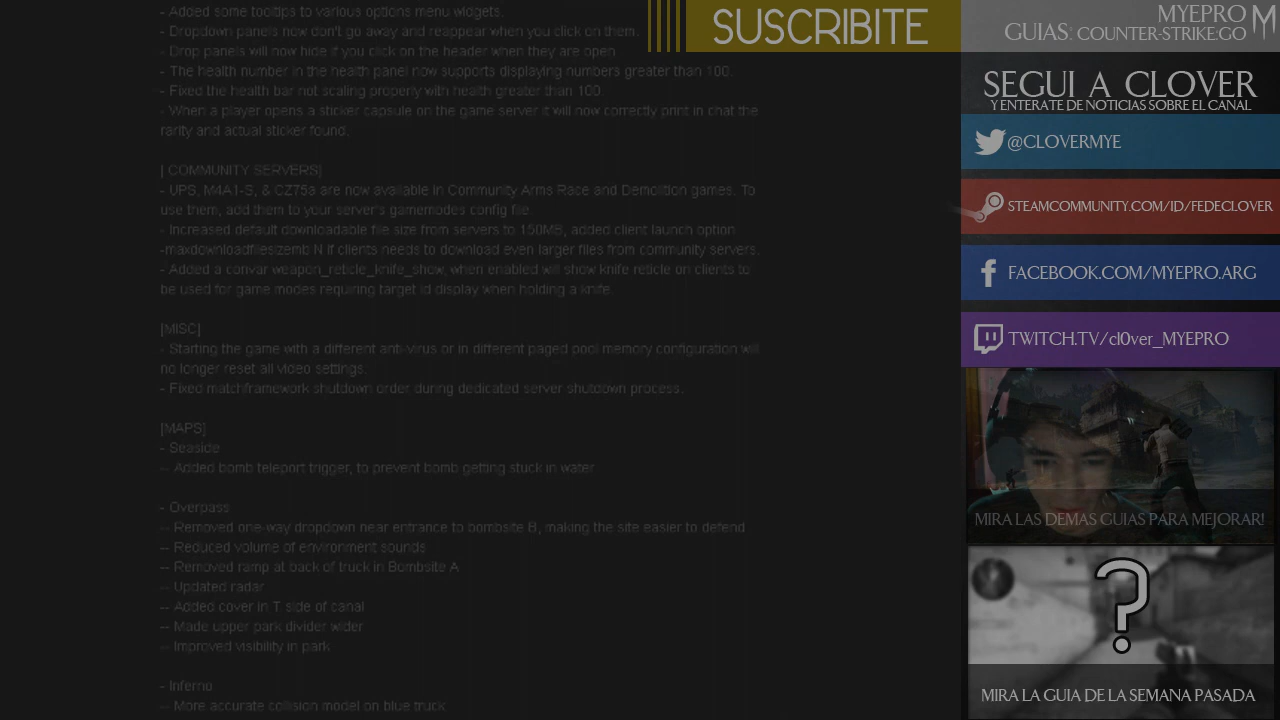 - Added some tooltips to various options menu widgets.
- Dropdown panels now don't go away and reappear when you click on them.
- Drop panels will now hide if you click on the header when they are open
- The health number in the health panel now supports displaying numbers greater than 100.
- Fixed the health bar not scaling properly with health greater than 100.
- When a player opens a sticker capsule on the game server it will now correctly print in chat the
rarity and actual sticker found.
[ COMMUNITY SERVERS]
- UPS, M4A1-S, & CZ75a are now available in Community Arms Race and Demolition games. To
use them, add them to your server's gamemodes config file.
- Increased default downloadable file size from servers to 150MB, added client launch option
-maxdownloadfilesizemb N if clients needs to download even larger files from community servers.
- Added a convar weapon_reticle_knife_show, when enabled will show knife reticle on clients to
be used for game modes requiring target id display when holding a knife.
[MISC]
- Starting the game with a different anti-virus or in different paged pool memory configuration will
no longer reset all video settings.
- Fixed matchframework shutdown order during dedicated server shutdown process.
[MAPS]
- Seaside
-- Added bomb teleport trigger, to prevent bomb getting stuck in water
- Overpass
-- Removed one-way dropdown near entrance to bombsite B, making the site easier to defend
-- Reduced volume of environment sounds
-- Removed ramp at back of truck in Bombsite A
-- Updated radar
-- Added cover in T side of canal
-- Made upper park divider wider
-- Improved visibility in park
- Inferno
-- More accurate collision model on blue truck
SUSCRIBITE
MYEPRO
GUIAS: COUNTER-STRIKE:GO
M
SEGUI A CLOVER
Y ENTERATE DE NOTICIAS SOBRE EL CANAL
@CLOVERMYE
STEAMCOMMUNITY.COM/ID/FEDECLOVER
FACEBOOK.COM/MYEPRO.ARG
TWITCH.TV/cl0ver_MYEPRO
MIRA LAS DEMAS GUIAS PARA MEJORAR!
?
MIRA LA GUIA DE LA SEMANA PASADA